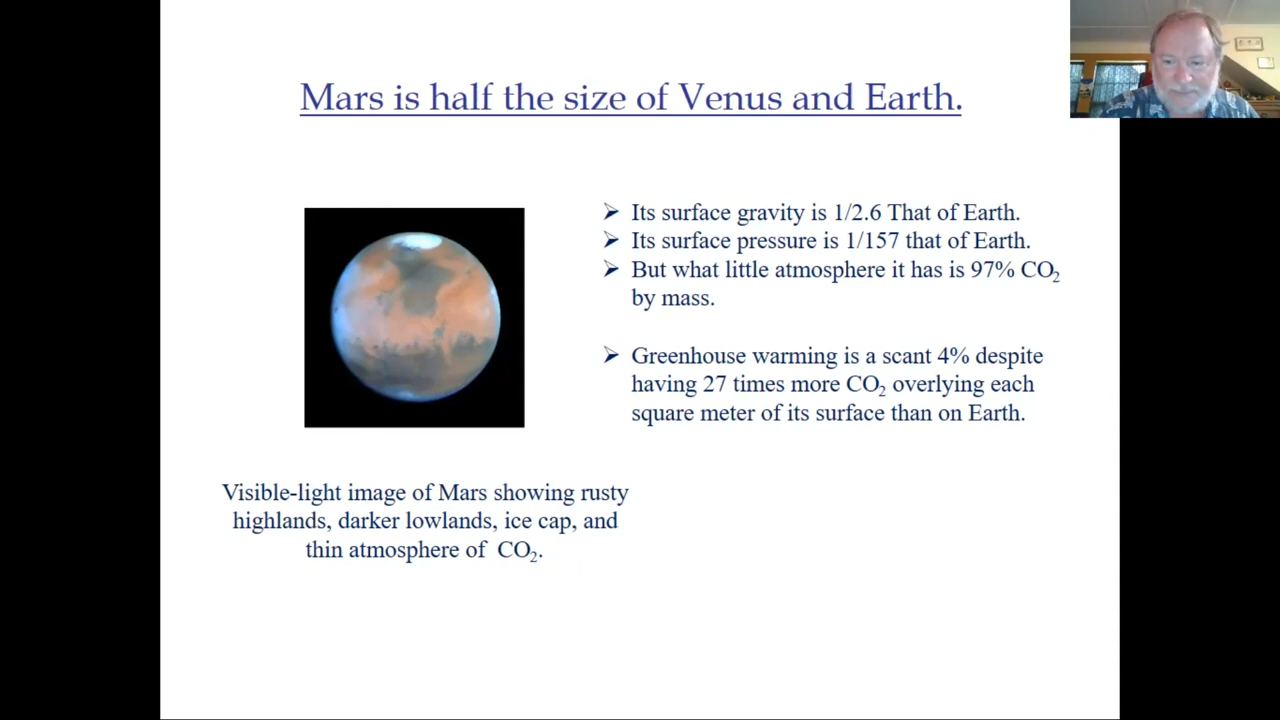 Mars is half the size of Venus and Earth.
➢ Its surface gravity is 1/2.6 That of Earth.
➢ Its surface pressure is 1/157 that of Earth.
➢ But what little atmosphere it has is 97% CO₂
by mass.
➢ Greenhouse warming is a scant 4% despite
having 27 times more CO₂ overlying each
square meter of its surface than on Earth.
Visible-light image of Mars showing rusty
highlands, darker lowlands, ice cap, and
thin atmosphere of CO₂.